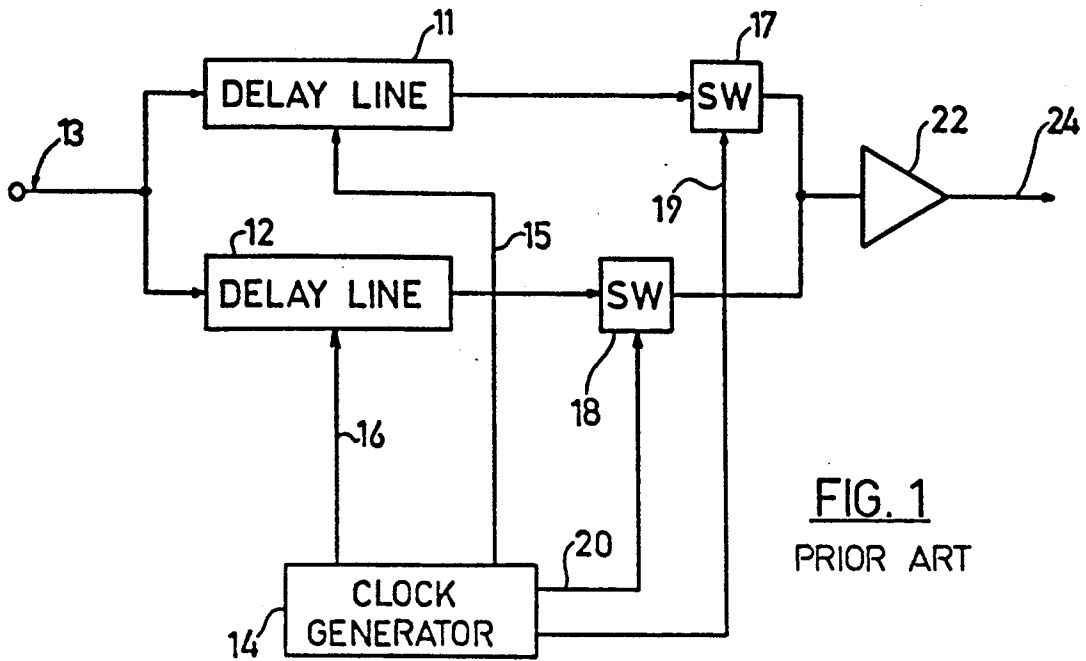 11
17
DELAY LINE
SW
22
24
13
19
12
15
DELAY LINE
SW
18
16
FIG. 1
PRIOR ART
20
CLOCK
GENERATOR
14